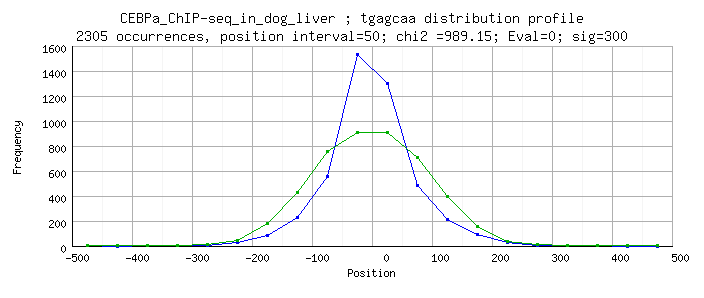 CEBPa_ChIP-seq_in_dog_liver ; tgagcaa distribution profile
2305 occurrences, position interval=50; chi2 =989.15; Eval=0; sig=300
1600
1400
1200
1000
800
600
400
200
0
Frequency
-500 -400 -300 -200 -100 0 100 200 300 400 500
Position